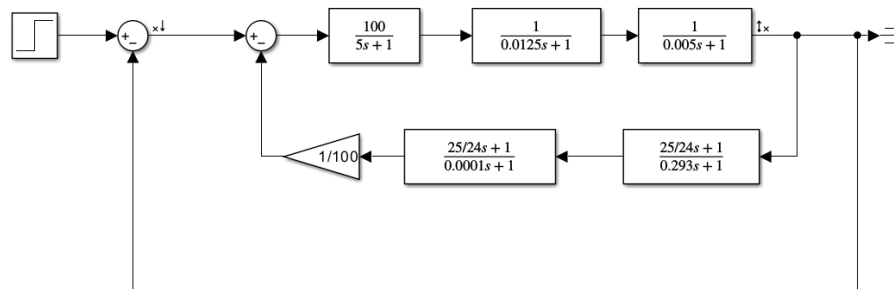 100
5s + 1
1
0.0125s + 1
1
0.005s + 1
1/100
25/24s + 1
0.0001s + 1
25/24s + 1
0.293s + 1